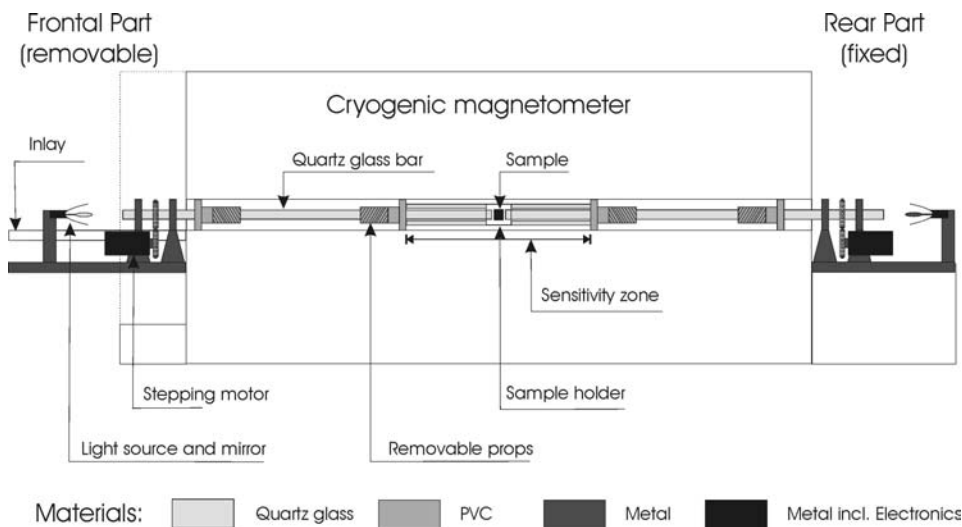 Frontal Part
(removable)
Rear Part
(fixed)
Cryogenic magnetometer
Inlay
Quartz glass bar
Sample
Sensitivity zone
Stepping motor
Sample holder
Light source and mirror
Removable props
Materials:
Quartz glass
PVC
Metal
Metal incl. Electronics